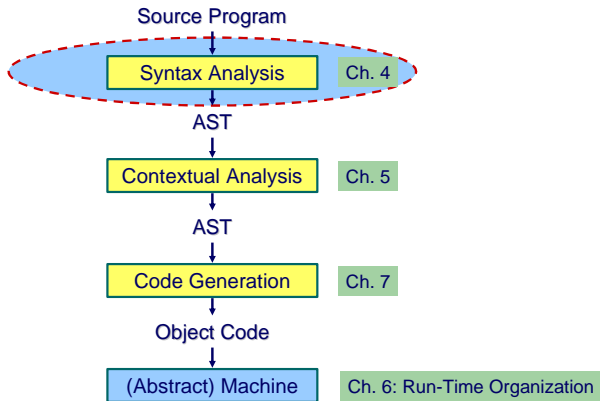 Source Program
Syntax Analysis
Ch. 4
AST
Contextual Analysis
Ch. 5
AST
Code Generation
Ch. 7
Object Code
(Abstract) Machine
Ch. 6: Run-Time Organization